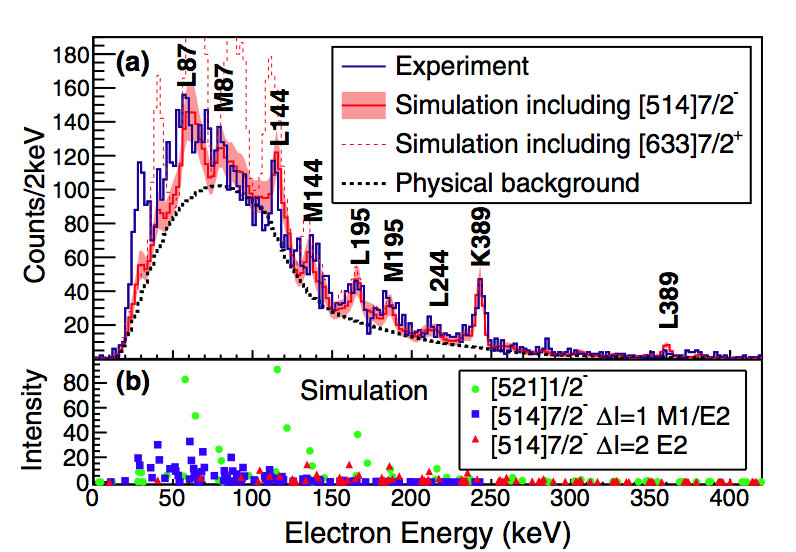 (a)
L87
M87
L144
M144
L195
M195
L244
K389
L389
Experiment
Simulation including [514]7/2⁻
Simulation including [633]7/2⁺
Physical background
Counts/2keV
180
160
140
120
100
80
60
40
20
(b)
Simulation
[521]1/2⁻
[514]7/2⁻ ΔI=1 M1/E2
[514]7/2⁻ ΔI=2 E2
Intensity
80
60
40
20
0
0 50 100 150 200 250 300 350 400
Electron Energy (keV)